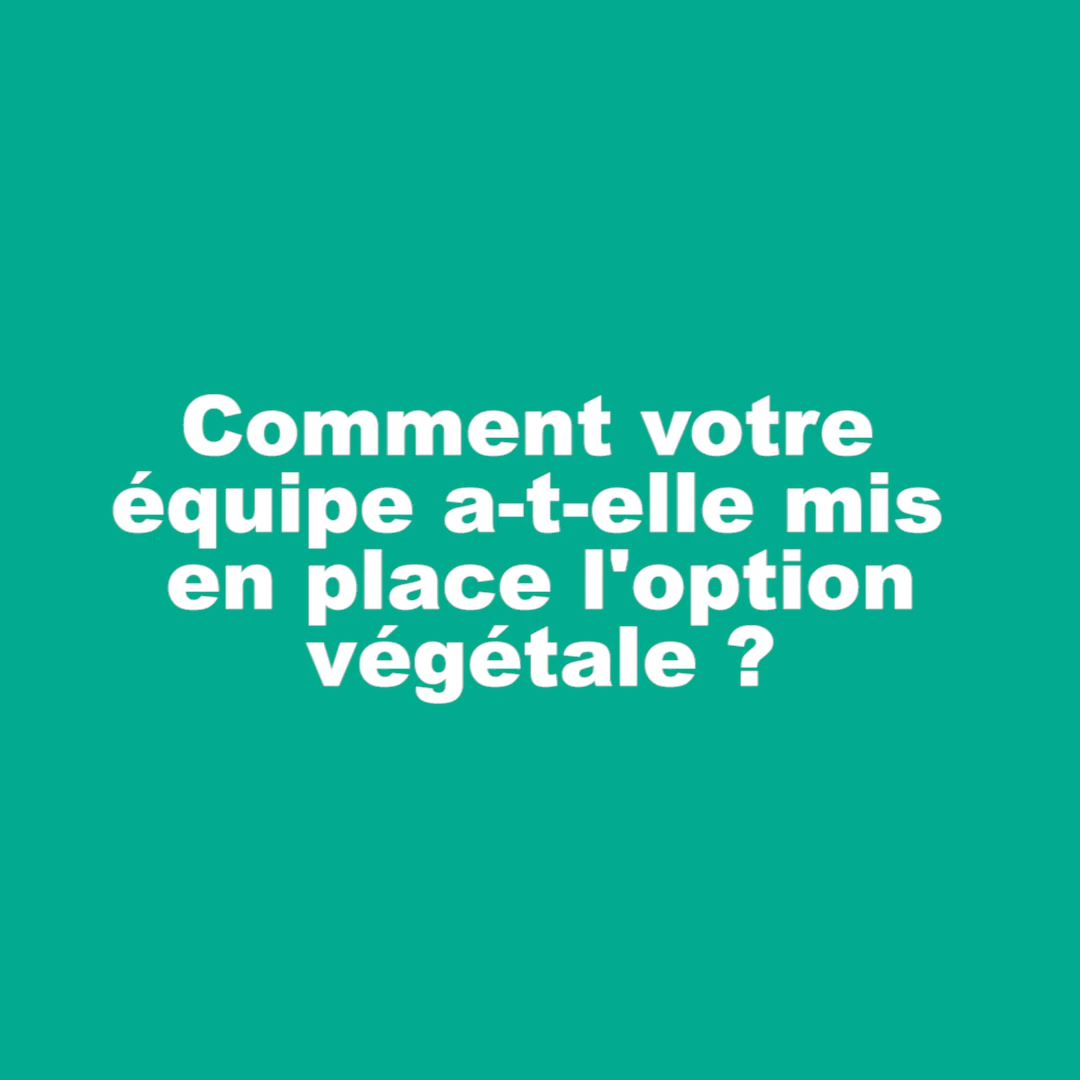 Comment votre
équipe a-t-elle mis
en place l'option
végétale ?